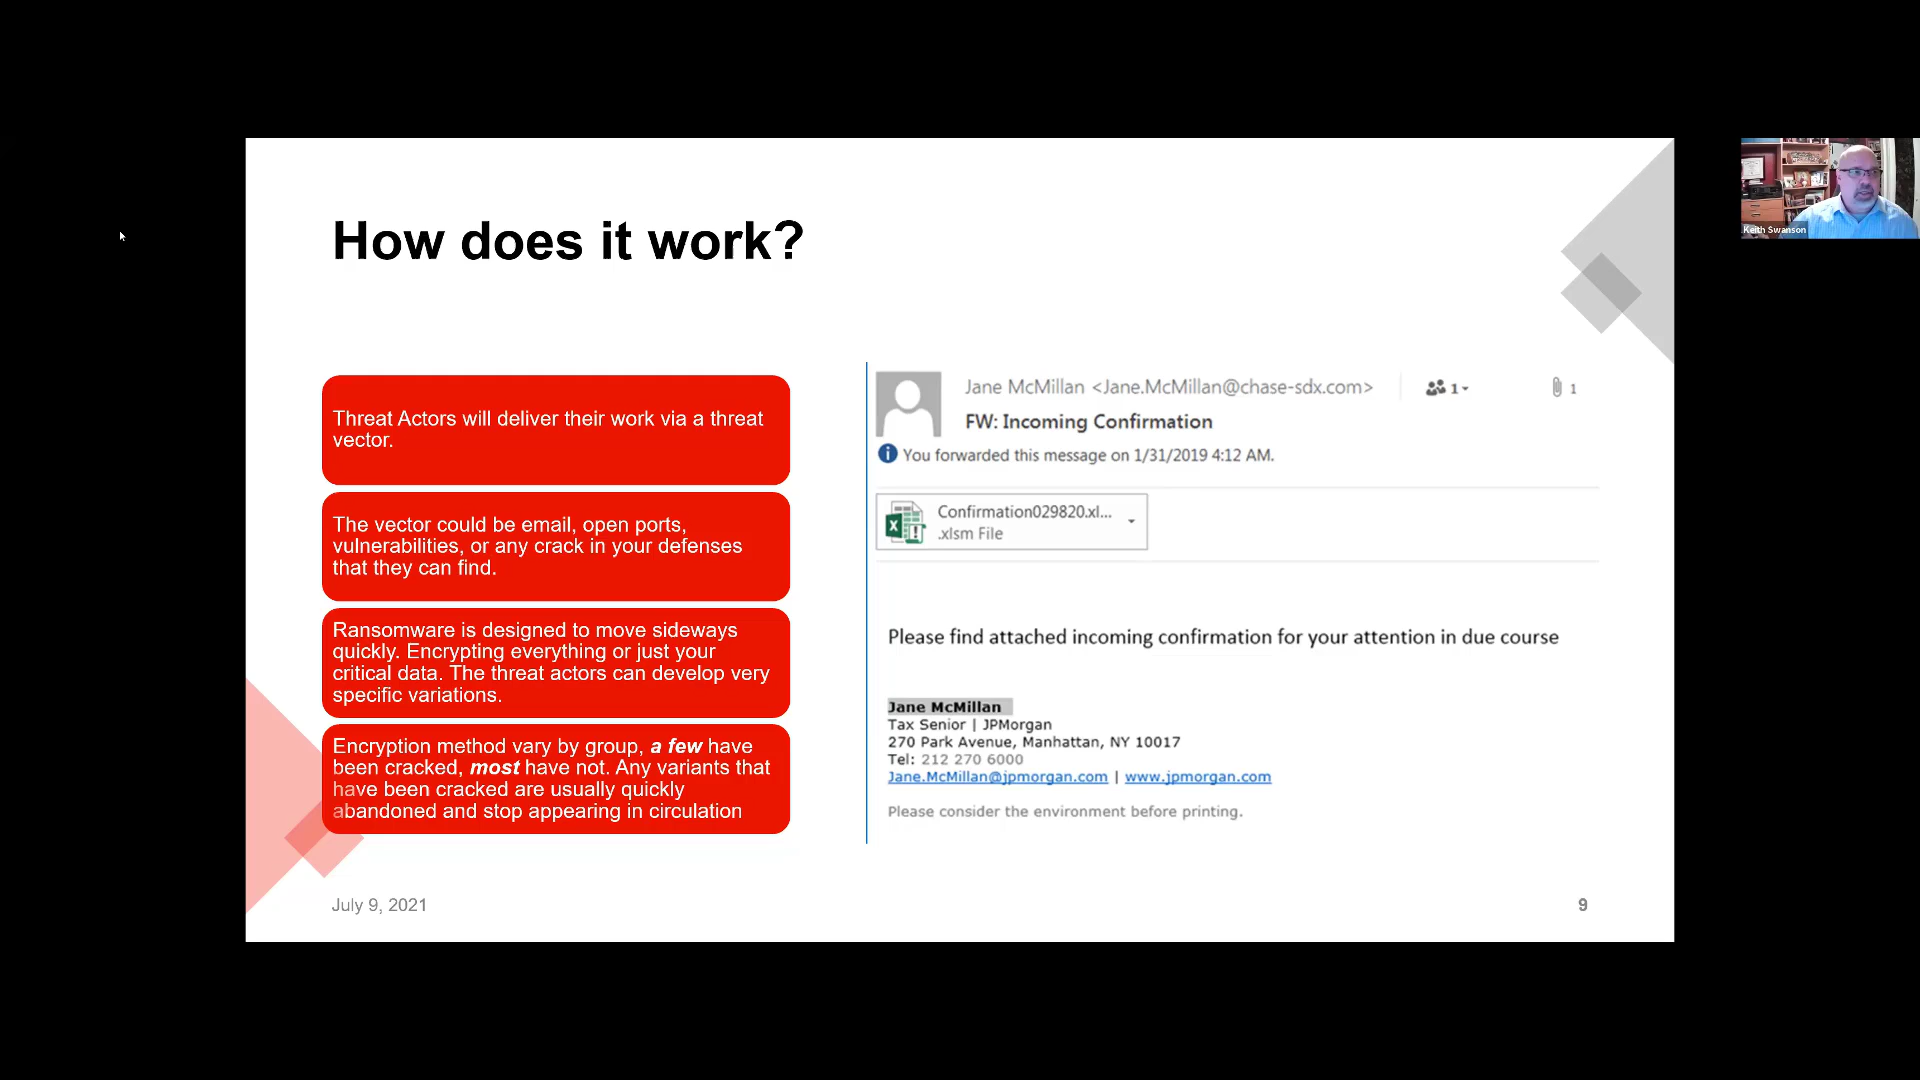 How does it work?
Threat Actors will deliver their work via a threat
vector.
The vector could be email, open ports,
vulnerabilities, or any crack in your defenses
that they can find.
Ransomware is designed to move sideways
quickly. Encrypting everything or just your
critical data. The threat actors can develop very
specific variations.
Encryption method vary by group, a few have
been cracked, most have not. Any variants that
have been cracked are usually quickly
abandoned and stop appearing in circulation
Jane McMillan <Jane.McMillan@chase-sdx.com>
1
1
FW: Incoming Confirmation
You forwarded this message on 1/31/2019 4:12 AM.
Confirmation029820.xl...
.xlsm File
Please find attached incoming confirmation for your attention in due course
Jane McMillan
Tax Senior | JPMorgan
270 Park Avenue, Manhattan, NY 10017
Tel: 212 270 6000
Jane.McMillan@jpmorgan.com | www.jpmorgan.com
Please consider the environment before printing.
July 9, 2021
9
Keith Swanson